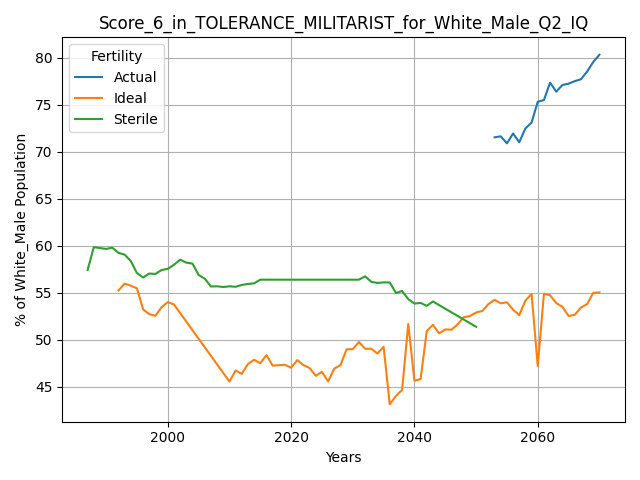 Score_6_in_TOLERANCE_MILITARIST_for_White_Male_Q2_IQ
Fertility
Actual
Ideal
Sterile
% of White_Male Population
80
75
70
65
60
55
50
45
2000
2020
2040
2060
Years